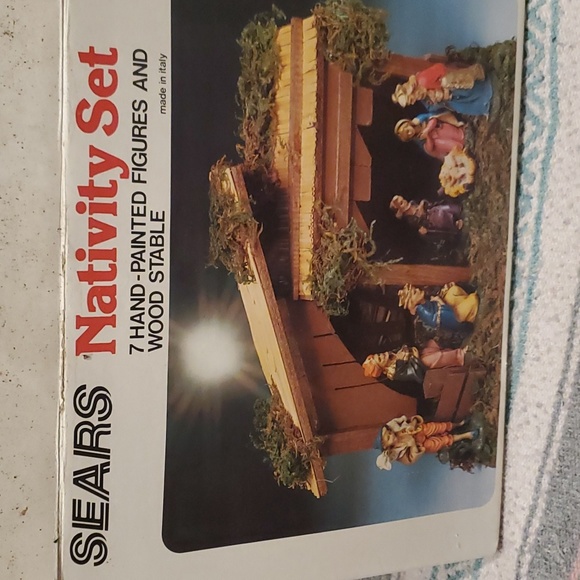 SEARS
Nativity Set
7 HAND-PAINTED FIGURES AND
WOOD STABLE
made in italy